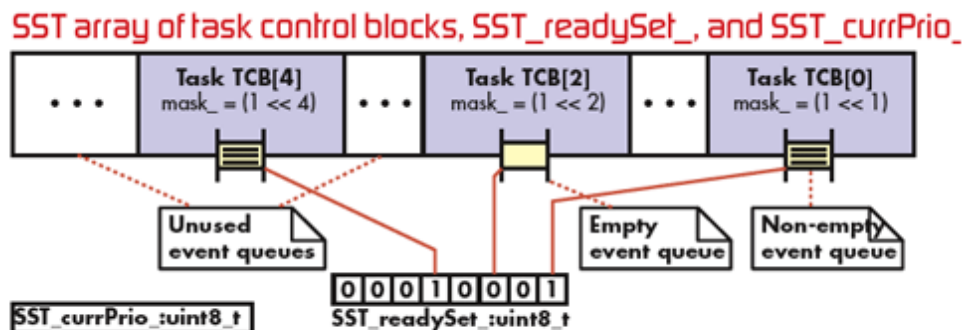 SST array of task control blocks, SST_readySet_, and SST_currPrio_
• • • Task TCB[4] • • • Task TCB[2] • • • Task TCB[0]
mask_ = (1 << 4) mask_ = (1 << 2) mask_ = (1 << 1)
Unused Empty Non-empty
event queues event queue event queue
0 0 0 1 0 0 0 1
SST_currPrio_:uint8_t SST_readySet_:uint8_t